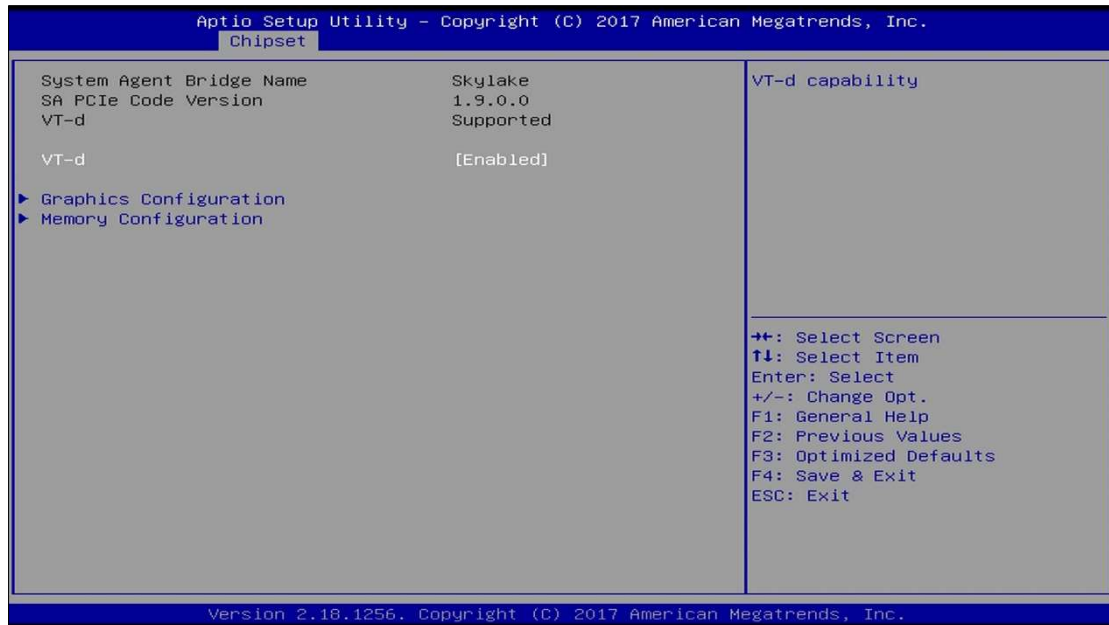 Aptio Setup Utility – Copyright (C) 2017 American Megatrends, Inc.
Chipset
System Agent Bridge Name Skylake
SA PCIe Code Version 1.9.0.0
VT-d Supported
VT-d [Enabled]
▶ Graphics Configuration
▶ Memory Configuration
VT-d capability
→←: Select Screen
↑↓: Select Item
Enter: Select
+/-: Change Opt.
F1: General Help
F2: Previous Values
F3: Optimized Defaults
F4: Save & Exit
ESC: Exit
Version 2.18.1256. Copyright (C) 2017 American Megatrends, Inc.